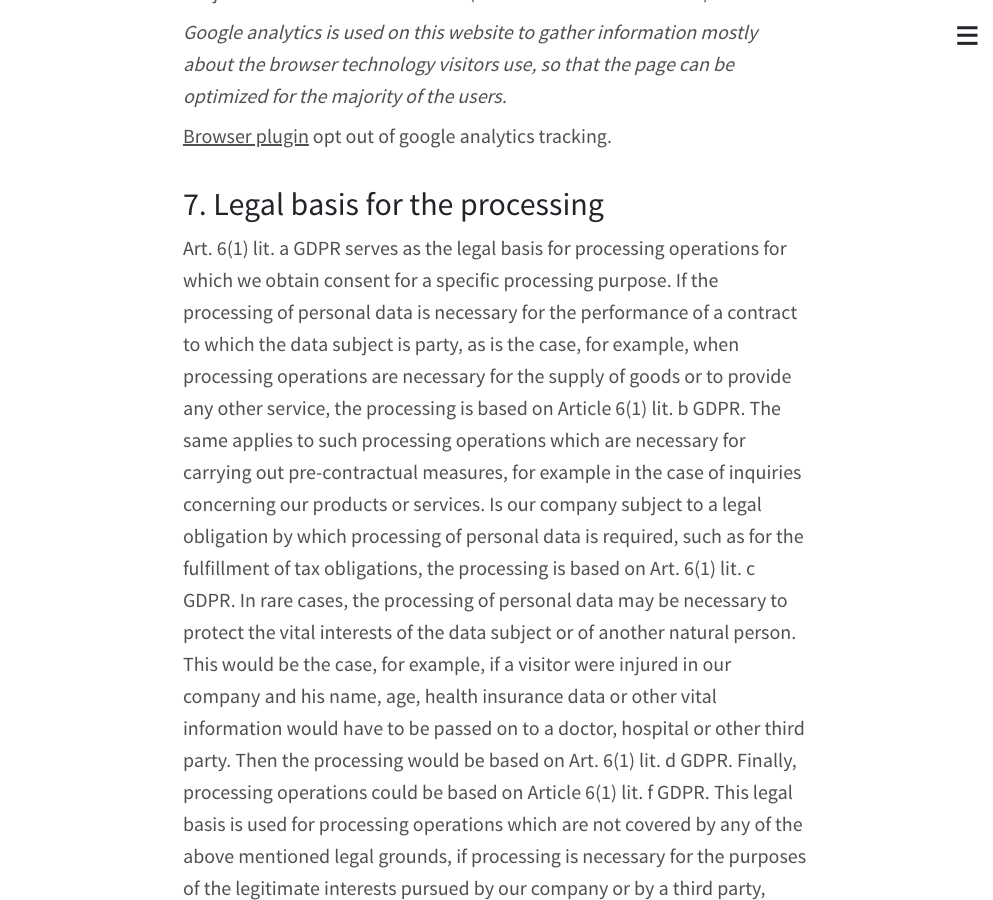 Google analytics is used on this website to gather information mostly
about the browser technology visitors use, so that the page can be
optimized for the majority of the users.
Browser plugin opt out of google analytics tracking.
7. Legal basis for the processing
Art. 6(1) lit. a GDPR serves as the legal basis for processing operations for
which we obtain consent for a specific processing purpose. If the
processing of personal data is necessary for the performance of a contract
to which the data subject is party, as is the case, for example, when
processing operations are necessary for the supply of goods or to provide
any other service, the processing is based on Article 6(1) lit. b GDPR. The
same applies to such processing operations which are necessary for
carrying out pre-contractual measures, for example in the case of inquiries
concerning our products or services. Is our company subject to a legal
obligation by which processing of personal data is required, such as for the
fulfillment of tax obligations, the processing is based on Art. 6(1) lit. c
GDPR. In rare cases, the processing of personal data may be necessary to
protect the vital interests of the data subject or of another natural person.
This would be the case, for example, if a visitor were injured in our
company and his name, age, health insurance data or other vital
information would have to be passed on to a doctor, hospital or other third
party. Then the processing would be based on Art. 6(1) lit. d GDPR. Finally,
processing operations could be based on Article 6(1) lit. f GDPR. This legal
basis is used for processing operations which are not covered by any of the
above mentioned legal grounds, if processing is necessary for the purposes
of the legitimate interests pursued by our company or by a third party,